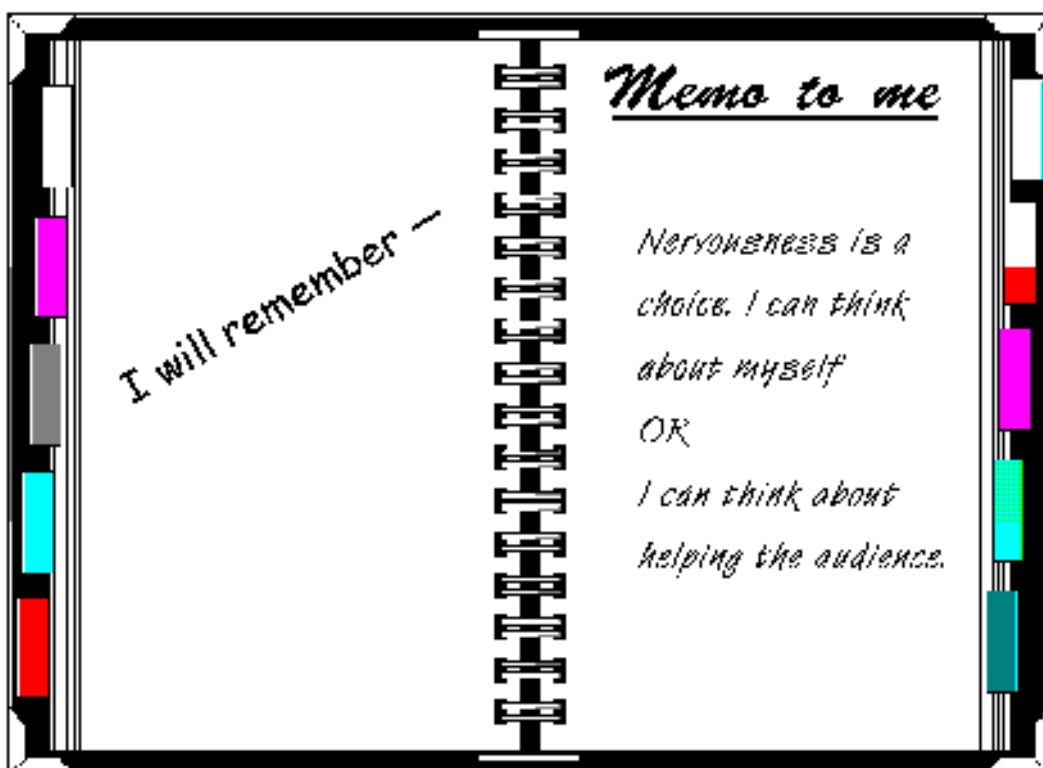 I will remember —
Memo to me
Nervousness is a
choice. I can think
about myself
OR
I can think about
helping the audience.